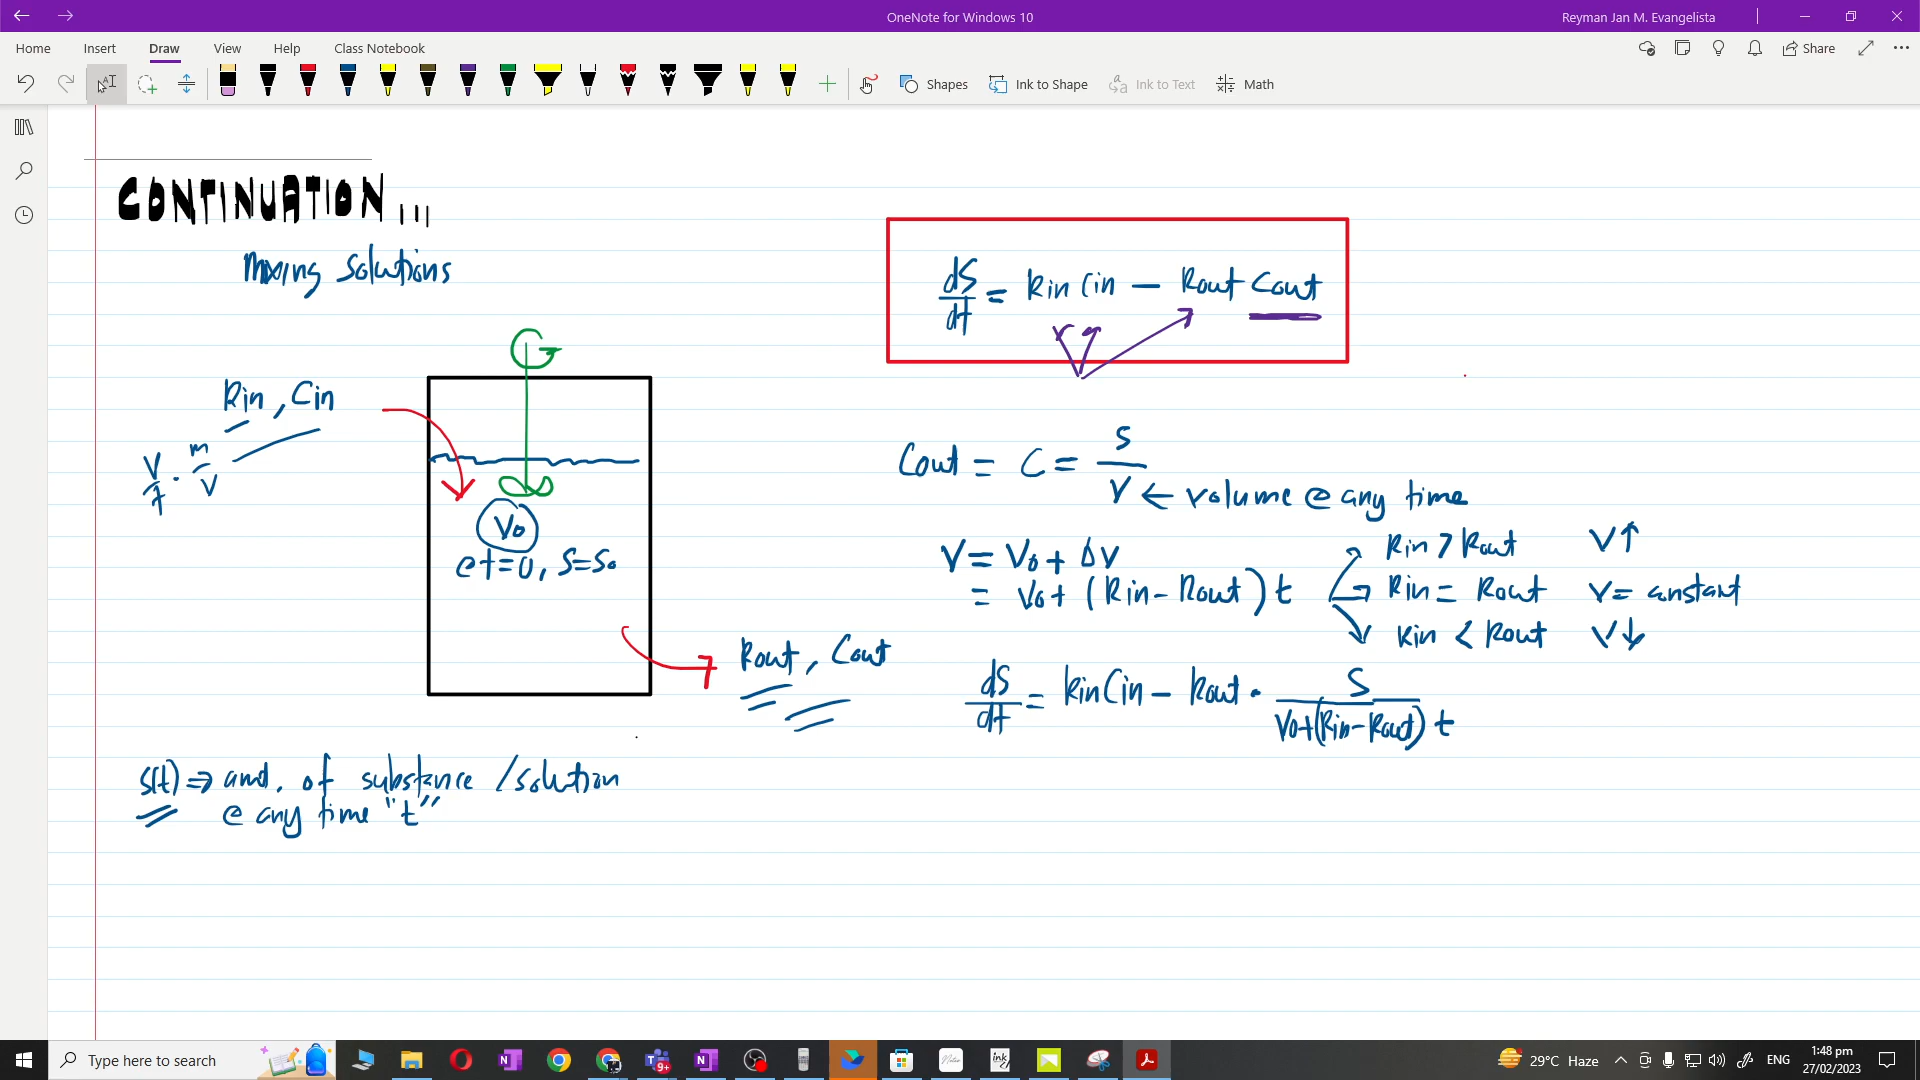 OneNote for Windows 10
Reyman Jan M. Evangelista
Home Insert Draw View Help Class Notebook
Share
Shapes Ink to Shape Ink to Text Math
CONTINUATION...
Mixing Solutions
dS/dt = Rin Cin — Rout Cout
Rin, Cin
V/t · m/V
Vo
@ t=0, S=So
Rout, Cout
S(t) ⇒ amt. of substance / solution
@ any time "t"
Cout = C = S/V ← volume @ any time
V = Vo + ΔV
= Vo + (Rin - Rout) t
Rin > Rout V↑
Rin = Rout V = constant
Rin < Rout V↓
dS/dt = Rin Cin — Rout · S/Vo+(Rin-Rout) t
Type here to search
9+
29°C Haze
ENG
1:48 pm
27/02/2023